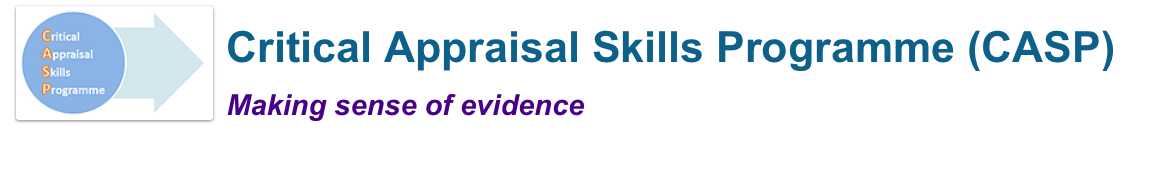 Critical
Appraisal
Skills
Programme
Critical Appraisal Skills Programme (CASP)
Making sense of evidence